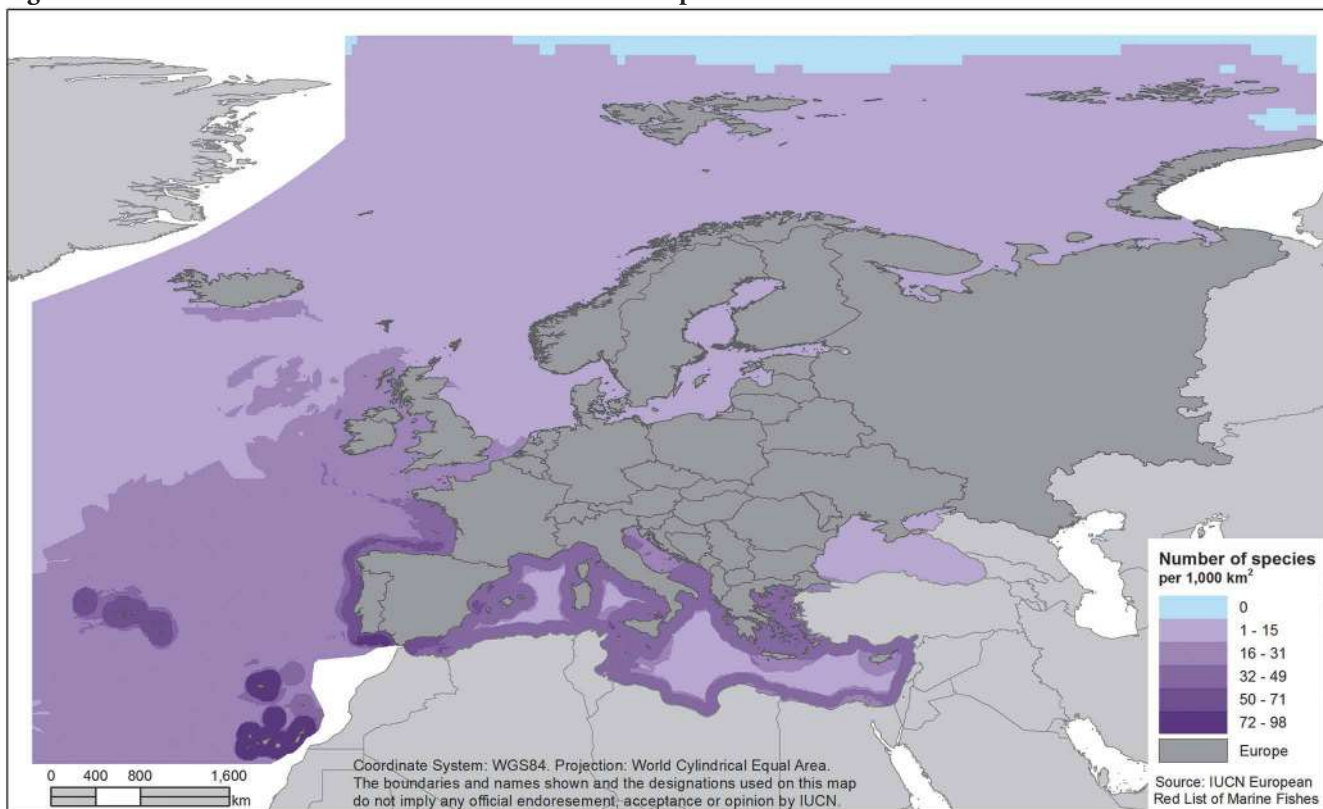 Number of species
per 1,000 km²
0
1 - 15
16 - 31
32 - 49
50 - 71
72 - 98
Europe
Source: IUCN European
Red List of Marine Fishes
0 400 800 1,600
km
Coordinate System: WGS84. Projection: World Cylindrical Equal Area.
The boundaries and names shown and the designations used on this map
do not imply any official endoresement, acceptance or opinion by IUCN.